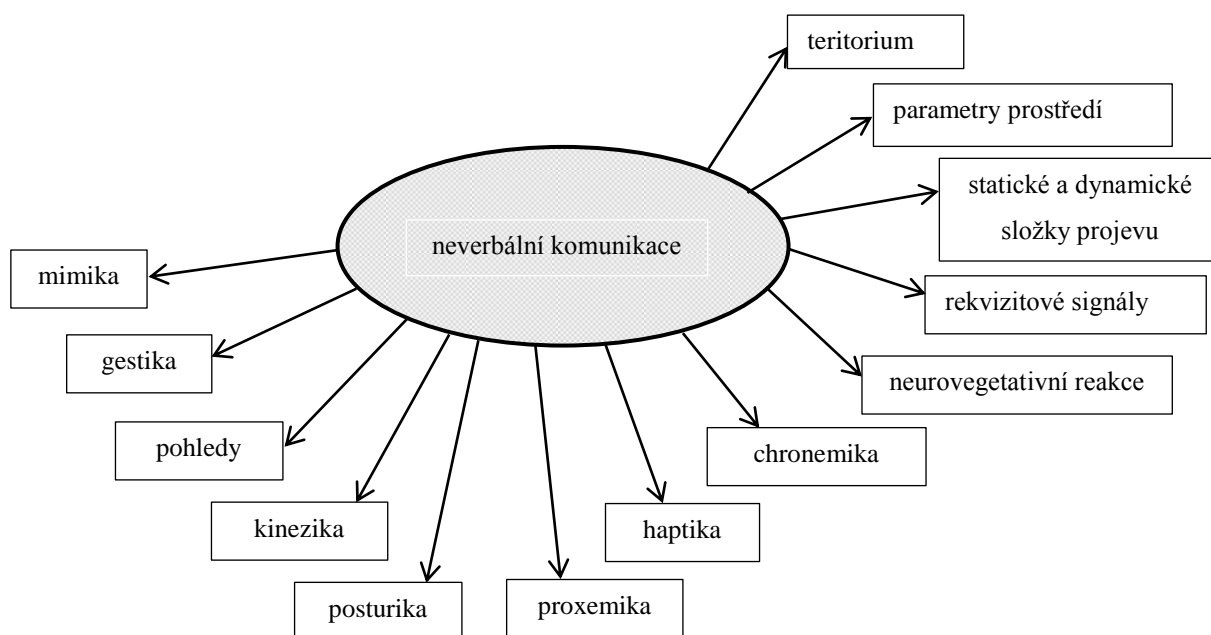 teritorium
parametry prostředí
statické a dynamické
složky projevu
neverbální komunikace
mimika
rekvizitové signály
gestika
neurovegetativní reakce
pohledy
chronemika
kinezika
haptika
posturika
proxemika